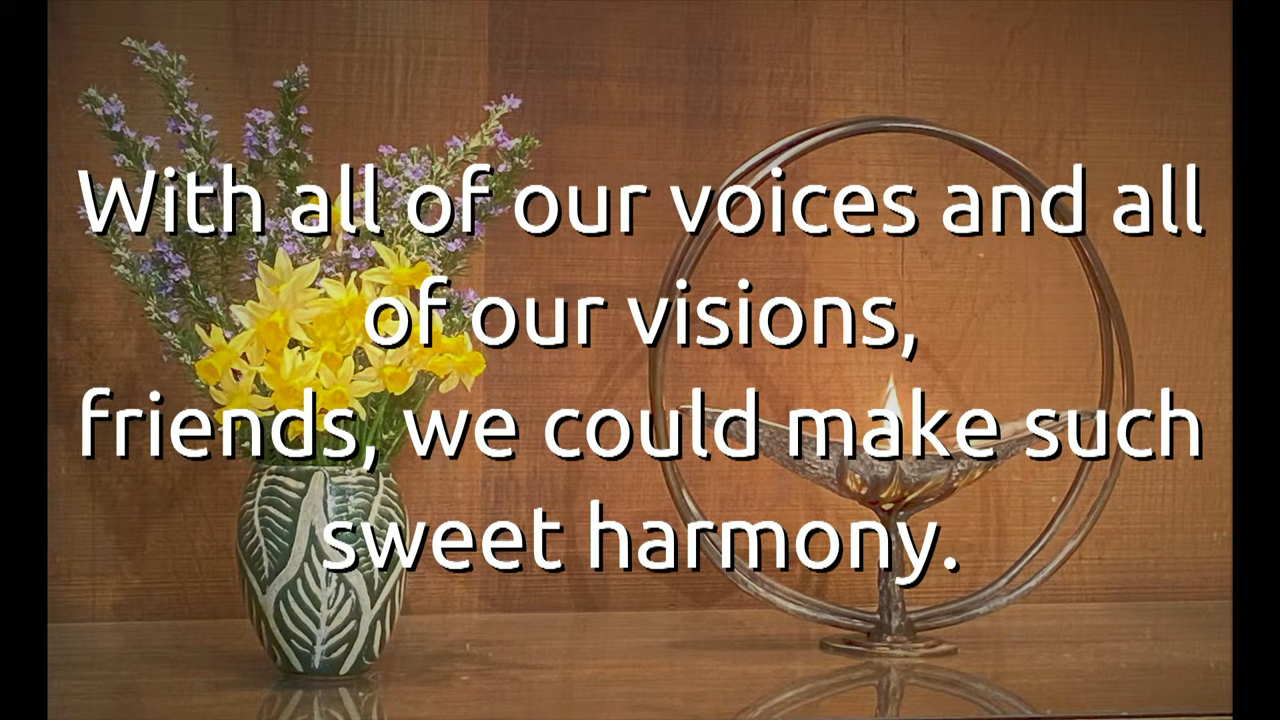 With all of our voices and all
of our visions,
friends, we could make such
sweet harmony.